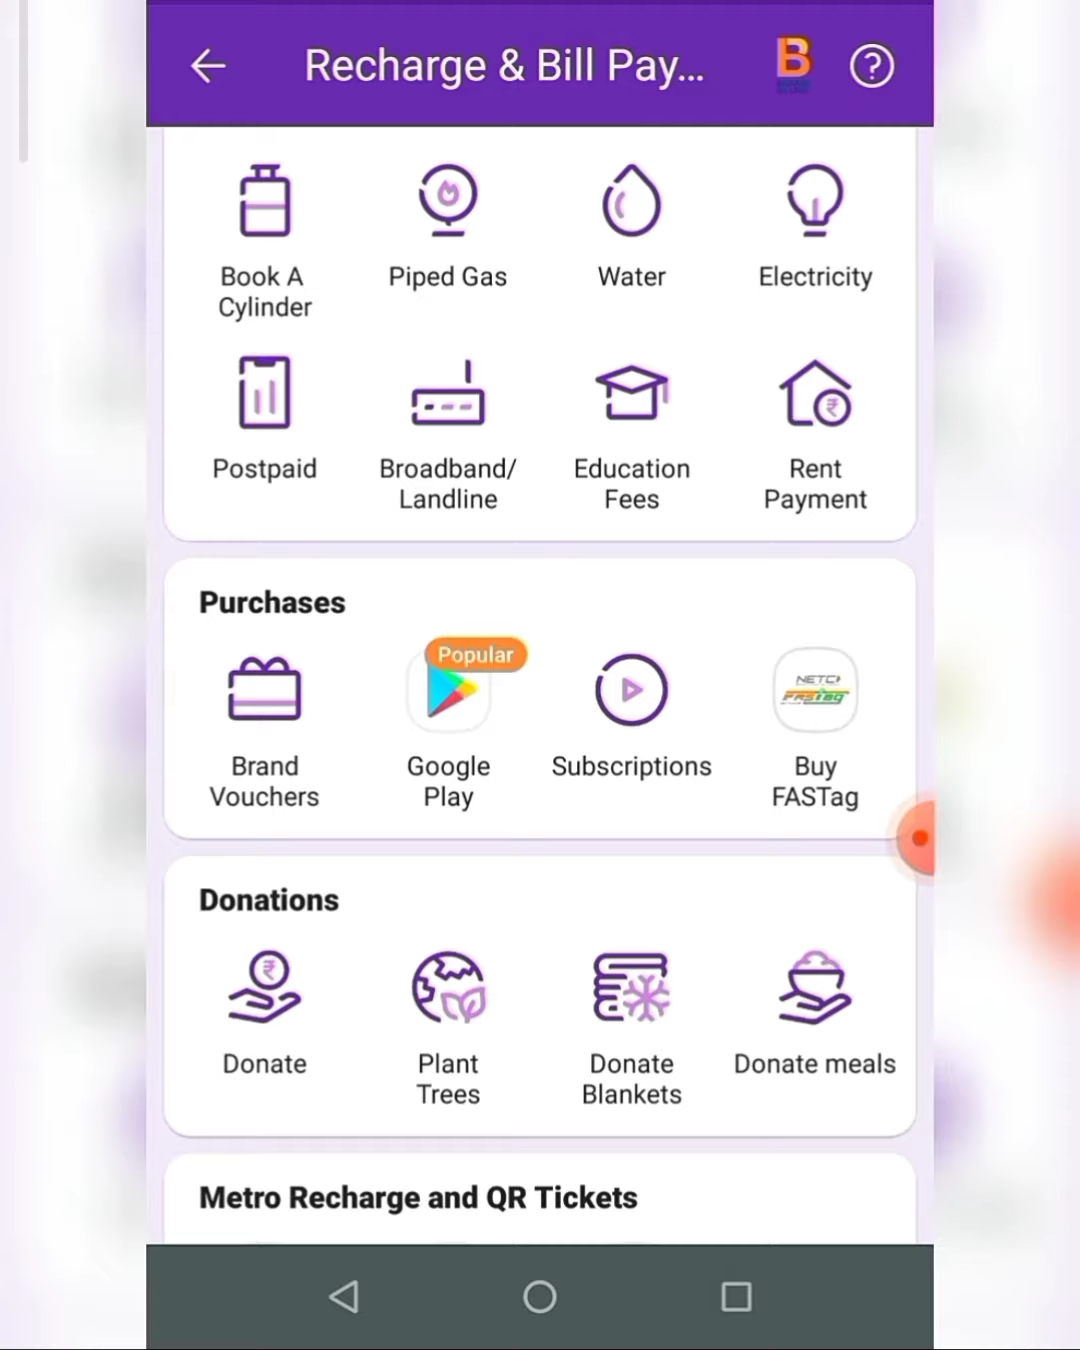 Recharge & Bill Pay...
B
Book A
Cylinder
Piped Gas
Water
Electricity
Postpaid
Broadband/
Landline
Education
Fees
Rent
Payment
Purchases
Popular
NETC
FASTag
Brand
Vouchers
Google
Play
Subscriptions
Buy
FASTag
Donations
Donate
Plant
Trees
Donate
Blankets
Donate meals
Metro Recharge and QR Tickets